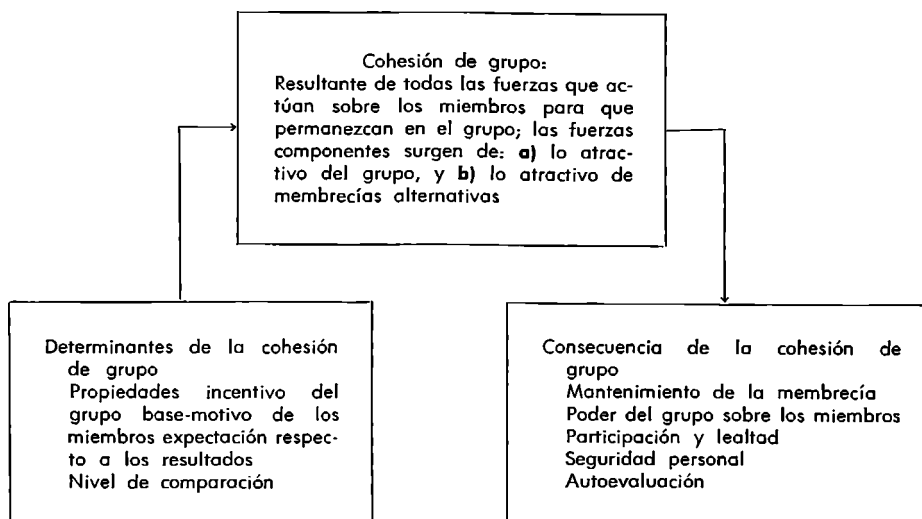 Cohesión de grupo:
Resultante de todas las fuerzas que ac-
túan sobre los miembros para que
permanezcan en el grupo; las fuerzas
componentes surgen de: a) lo atrac-
tivo del grupo, y b) lo atractivo de
membrecías alternativas
Determinantes de la cohesión
de grupo
Propiedades incentivo del
grupo base-motivo de los
miembros expectación respec-
to a los resultados
Nivel de comparación
Consecuencia de la cohesión de
grupo
Mantenimiento de la membrecía
Poder del grupo sobre los miembros
Participación y lealtad
Seguridad personal
Autoevaluación